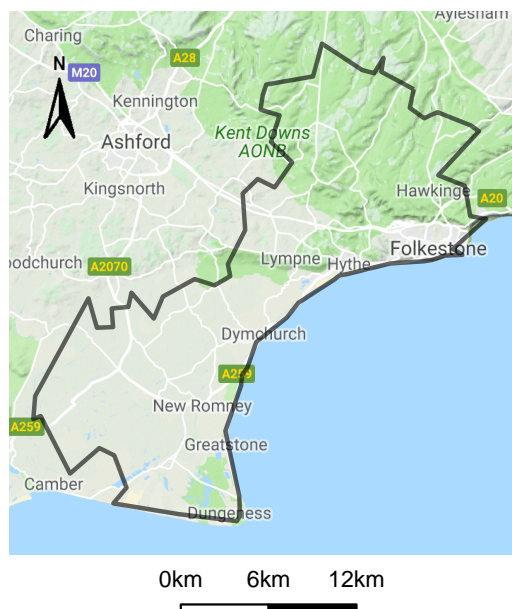 Aylesham
Charing
A28
N
M20
Kennington
Ashford
Kent Downs
AONB
Kingsnorth
Hawkinge
A20
Folkestone
oodchurch
A2070
Lympne
Hythe
Dymchurch
A259
New Romney
A259
Greatstone
Camber
Dungeness
0km 6km 12km